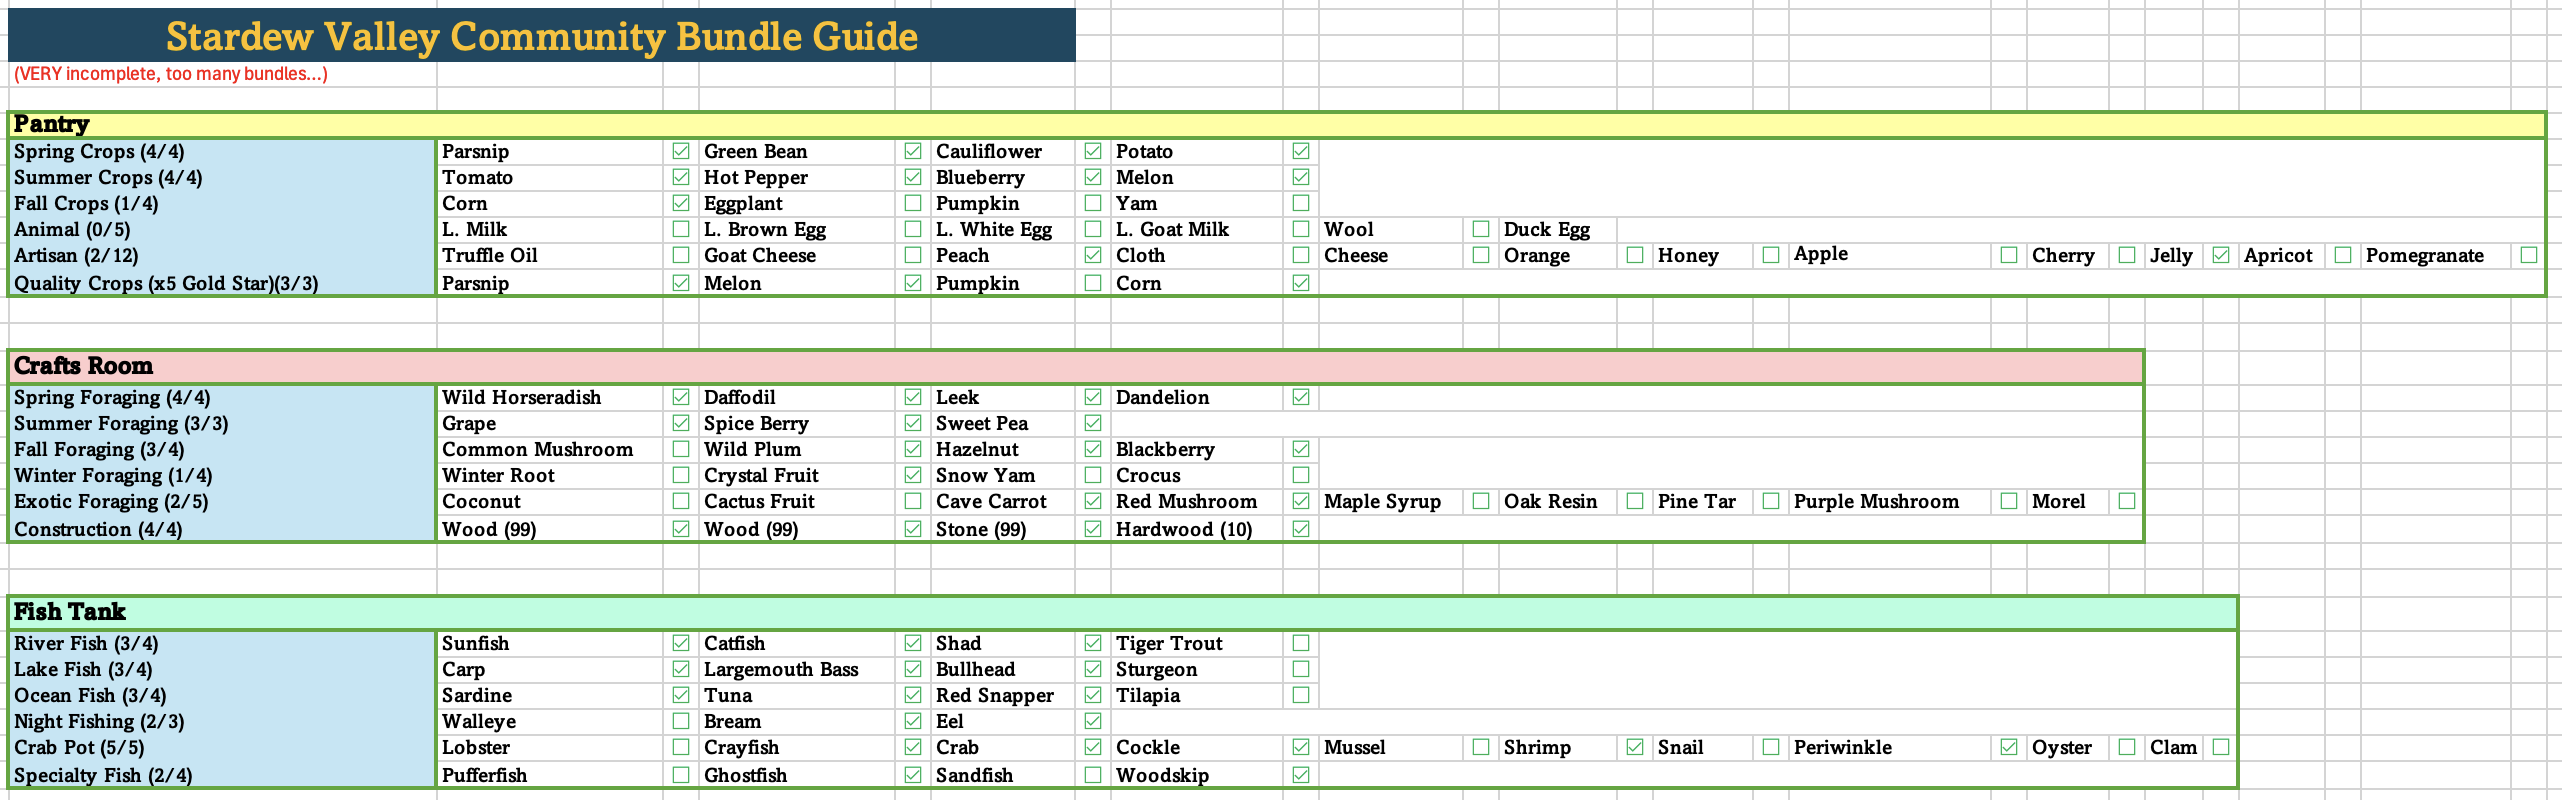 Stardew Valley Community Bundle Guide
(VERY incomplete, too many bundles...)
Pantry
Spring Crops (4/4) Parsnip ☑ Green Bean ☑ Cauliflower ☑ Potato ☑
Summer Crops (4/4) Tomato ☑ Hot Pepper ☑ Blueberry ☑ Melon ☑
Fall Crops (1/4) Corn ☑ Eggplant ☐ Pumpkin ☐ Yam ☐
Animal (0/5) L. Milk ☐ L. Brown Egg ☐ L. White Egg ☐ L. Goat Milk ☐ Wool ☐ Duck Egg
Artisan (2/12) Truffle Oil ☐ Goat Cheese ☐ Peach ☑ Cloth ☐ Cheese ☐ Orange ☐ Honey ☐ Apple ☐ Cherry ☐ Jelly ☑ Apricot ☐ Pomegranate ☐
Quality Crops (x5 Gold Star)(3/3) Parsnip ☑ Melon ☑ Pumpkin ☐ Corn ☑
Crafts Room
Spring Foraging (4/4) Wild Horseradish ☑ Daffodil ☑ Leek ☑ Dandelion ☑
Summer Foraging (3/3) Grape ☑ Spice Berry ☑ Sweet Pea ☑
Fall Foraging (3/4) Common Mushroom ☐ Wild Plum ☑ Hazelnut ☑ Blackberry ☑
Winter Foraging (1/4) Winter Root ☐ Crystal Fruit ☑ Snow Yam ☐ Crocus ☐
Exotic Foraging (2/5) Coconut ☐ Cactus Fruit ☐ Cave Carrot ☑ Red Mushroom ☑ Maple Syrup ☐ Oak Resin ☐ Pine Tar ☐ Purple Mushroom ☐ Morel ☐
Construction (4/4) Wood (99) ☑ Wood (99) ☑ Stone (99) ☑ Hardwood (10) ☑
Fish Tank
River Fish (3/4) Sunfish ☑ Catfish ☑ Shad ☑ Tiger Trout ☐
Lake Fish (3/4) Carp ☑ Largemouth Bass ☑ Bullhead ☑ Sturgeon ☐
Ocean Fish (3/4) Sardine ☑ Tuna ☑ Red Snapper ☑ Tilapia ☐
Night Fishing (2/3) Walleye ☐ Bream ☑ Eel ☑
Crab Pot (5/5) Lobster ☐ Crayfish ☑ Crab ☑ Cockle ☑ Mussel ☐ Shrimp ☑ Snail ☐ Periwinkle ☑ Oyster ☐ Clam ☐
Specialty Fish (2/4) Pufferfish ☐ Ghostfish ☑ Sandfish ☐ Woodskip ☑